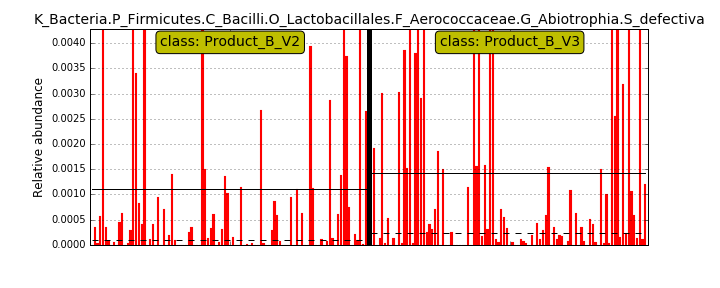 K_Bacteria.P_Firmicutes.C_Bacilli.O_Lactobacillales.F_Aerococcaceae.G_Abiotrophia.S_defectiva
class: Product_B_V2
class: Product_B_V3
Relative abundance
0.0040
0.0035
0.0030
0.0025
0.0020
0.0015
0.0010
0.0005
0.0000